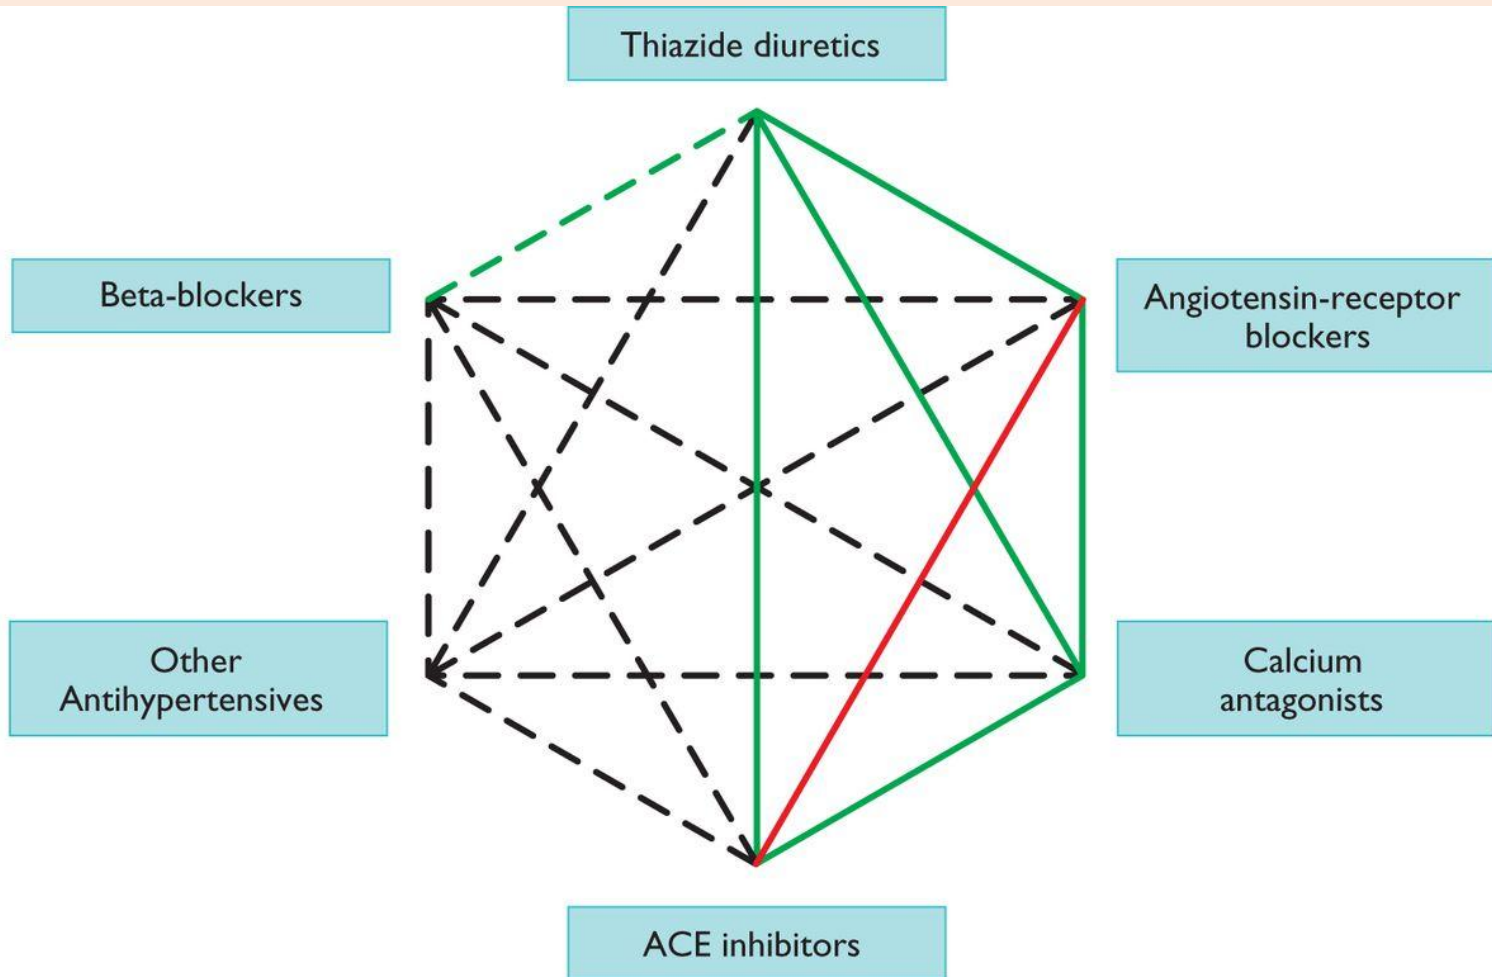 Thiazide diuretics
Beta-blockers
Angiotensin-receptor
blockers
Other
Antihypertensives
Calcium
antagonists
ACE inhibitors